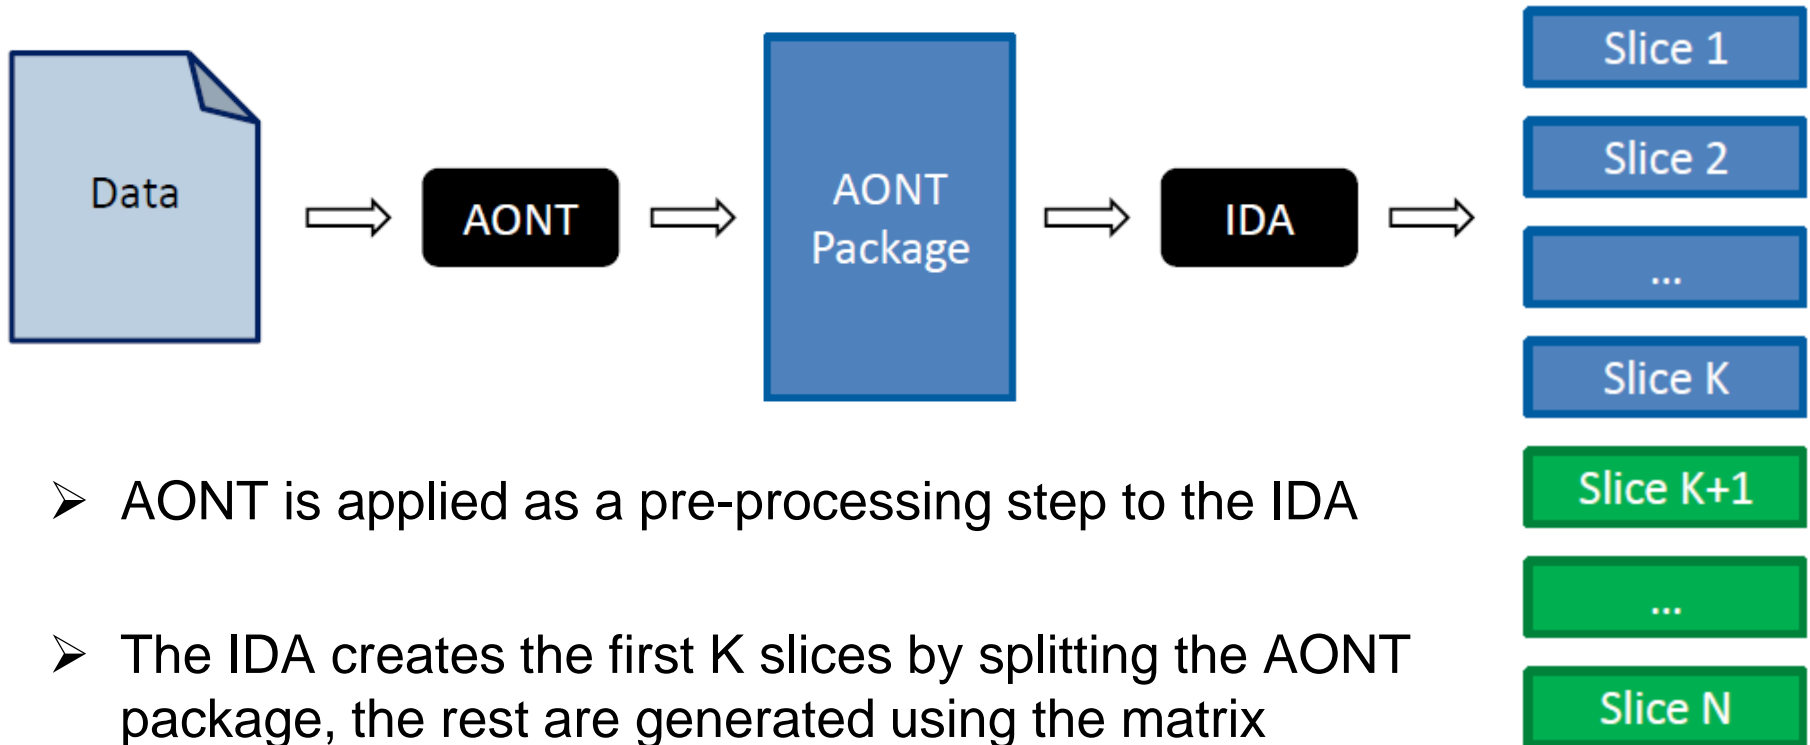 Data
AONT
AONT
Package
IDA
Slice 1
Slice 2
...
Slice K
Slice K+1
...
Slice N
➢ AONT is applied as a pre-processing step to the IDA
➢ The IDA creates the first K slices by splitting the AONT
package, the rest are generated using the matrix